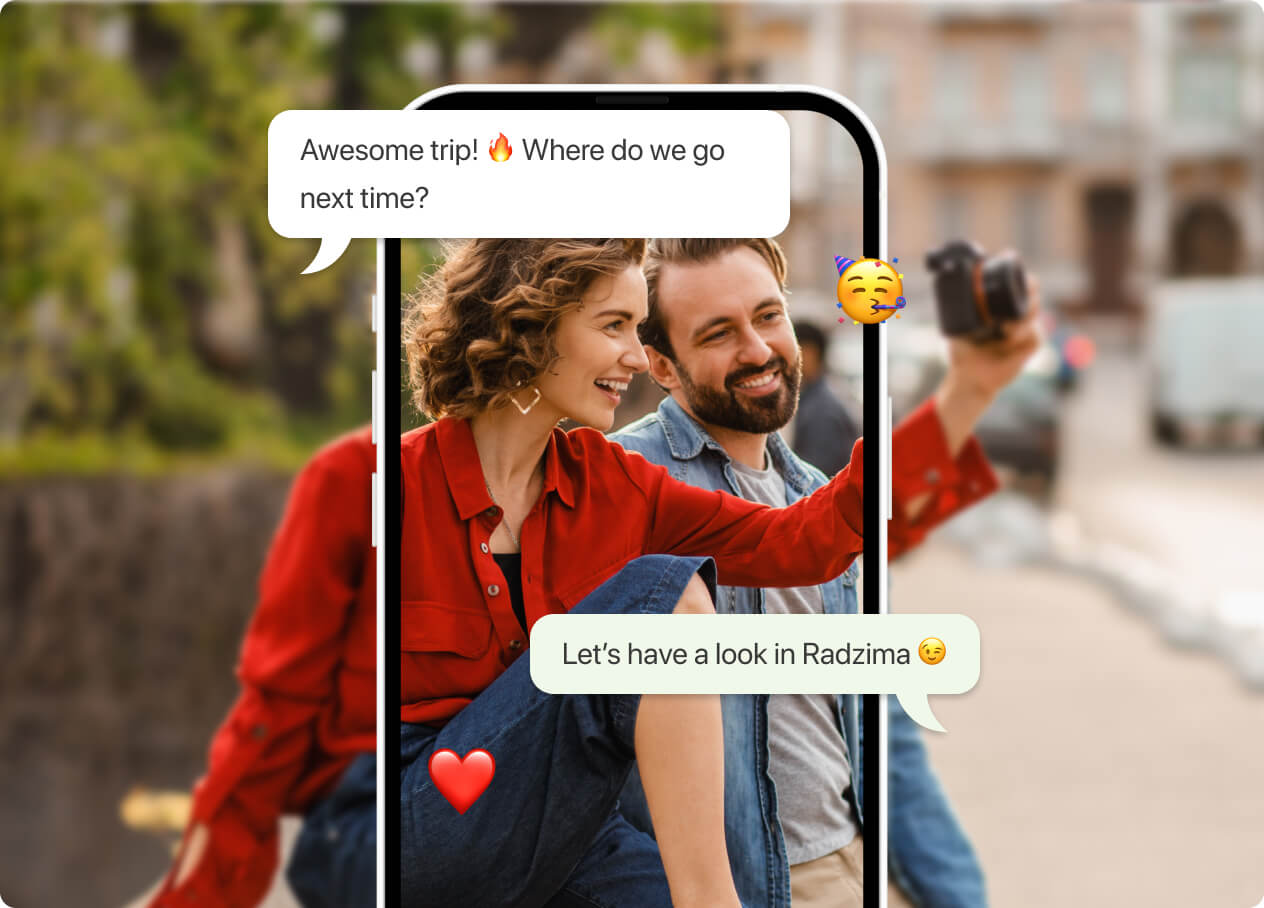 Awesome trip! 🔥 Where do we go
next time?
Let’s have a look in Radzima 😉